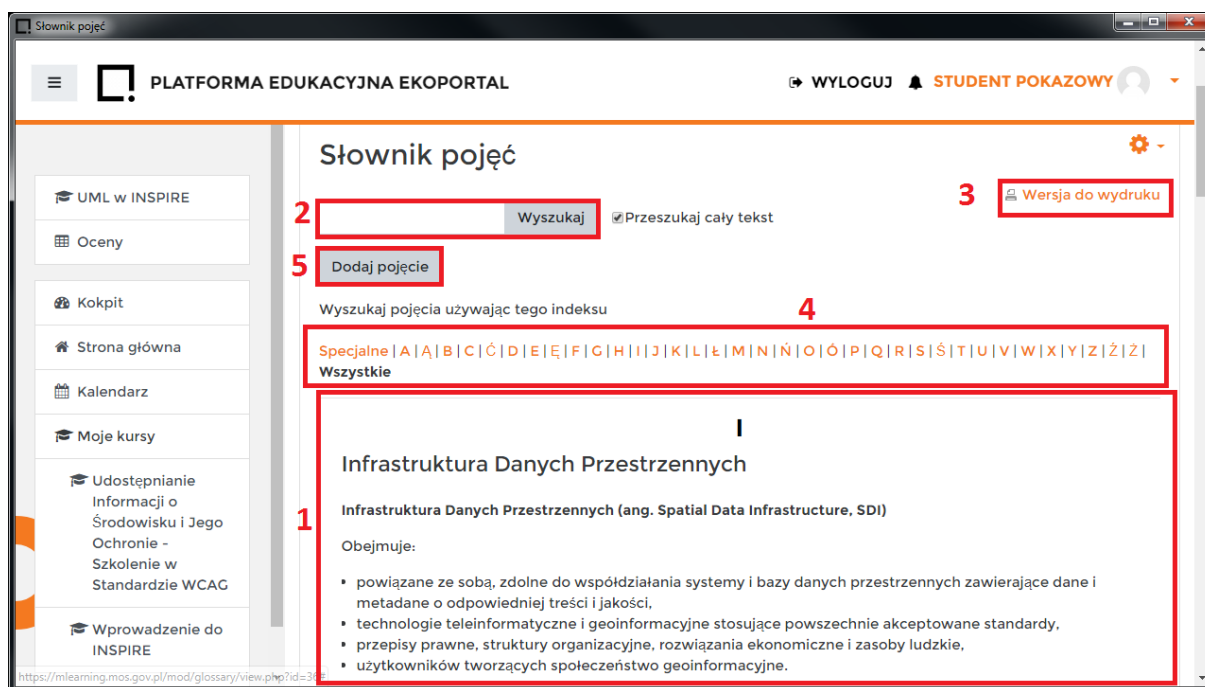 Słownik pojęć
PLATFORMA EDUKACYJNA EKOPORTAL
WYLOGUJ
STUDENT POKAZOWY
UML w INSPIRE
Oceny
Kokpit
Strona główna
Kalendarz
Moje kursy
Udostępnianie
Informacji o
Środowisku i Jego
Ochronie -
Szkolenie w
Standardzie WCAG
Wprowadzenie do
INSPIRE
Słownik pojęć
3 Wersja do wydruku
2 Wyszukaj Przeszukaj cały tekst
5 Dodaj pojęcie
Wyszukaj pojęcia używając tego indeksu
4
Specjalne | A | Ą | B | C | Ć | D | E | Ę | F | G | H | I | J | K | L | Ł | M | N | Ń | O | Ó | P | Q | R | S | Ś | T | U | V | W | X | Y | Z | Ź | Ż |
Wszystkie
I
Infrastruktura Danych Przestrzennych
1 Infrastruktura Danych Przestrzennych (ang. Spatial Data Infrastructure, SDI)
Obejmuje:
• powiązane ze sobą, zdolne do współdziałania systemy i bazy danych przestrzennych zawierające dane i
metadane o odpowiedniej treści i jakości,
• technologie teleinformatyczne i geoinformacyjne stosujące powszechnie akceptowane standardy,
• przepisy prawne, struktury organizacyjne, rozwiązania ekonomiczne i zasoby ludzkie,
• użytkowników tworzących społeczeństwo geoinformacyjne.
https://mlearning.mos.gov.pl/mod/glossary/view.php?id=36#